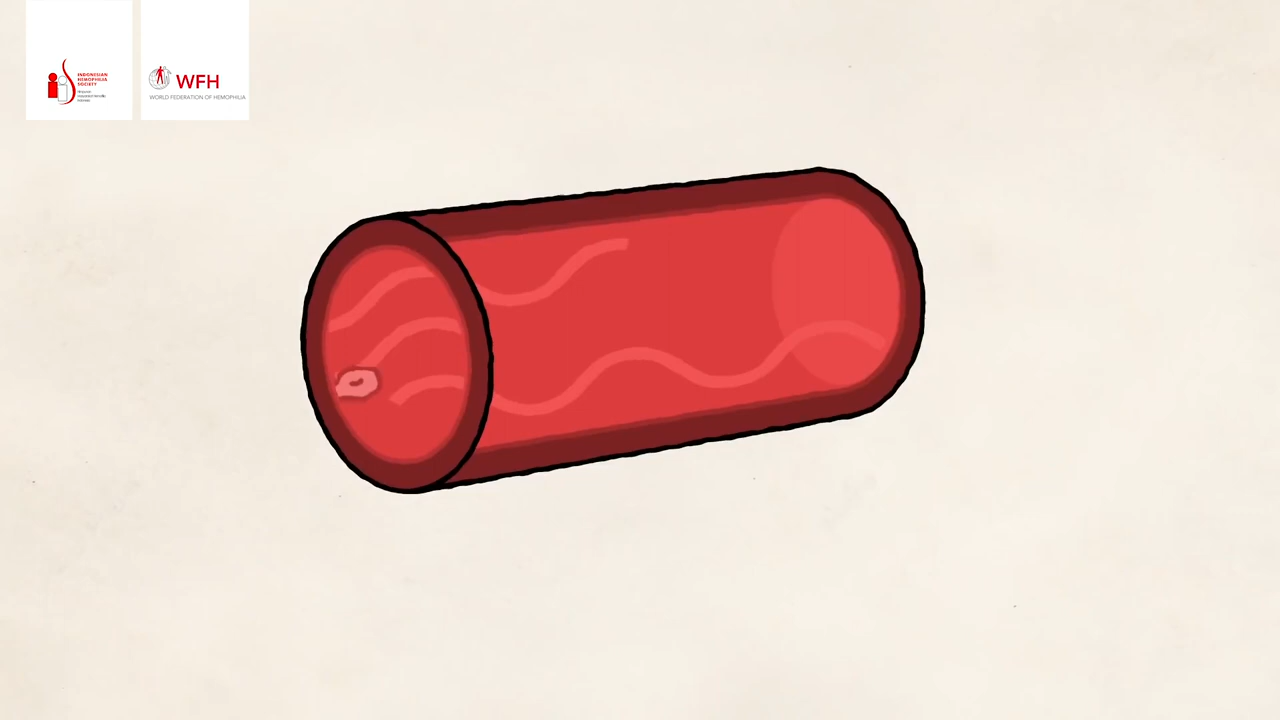 INDONESIAN
HEMOPHILIA
SOCIETY
WFH
WORLD FEDERATION OF HEMOPHILIA